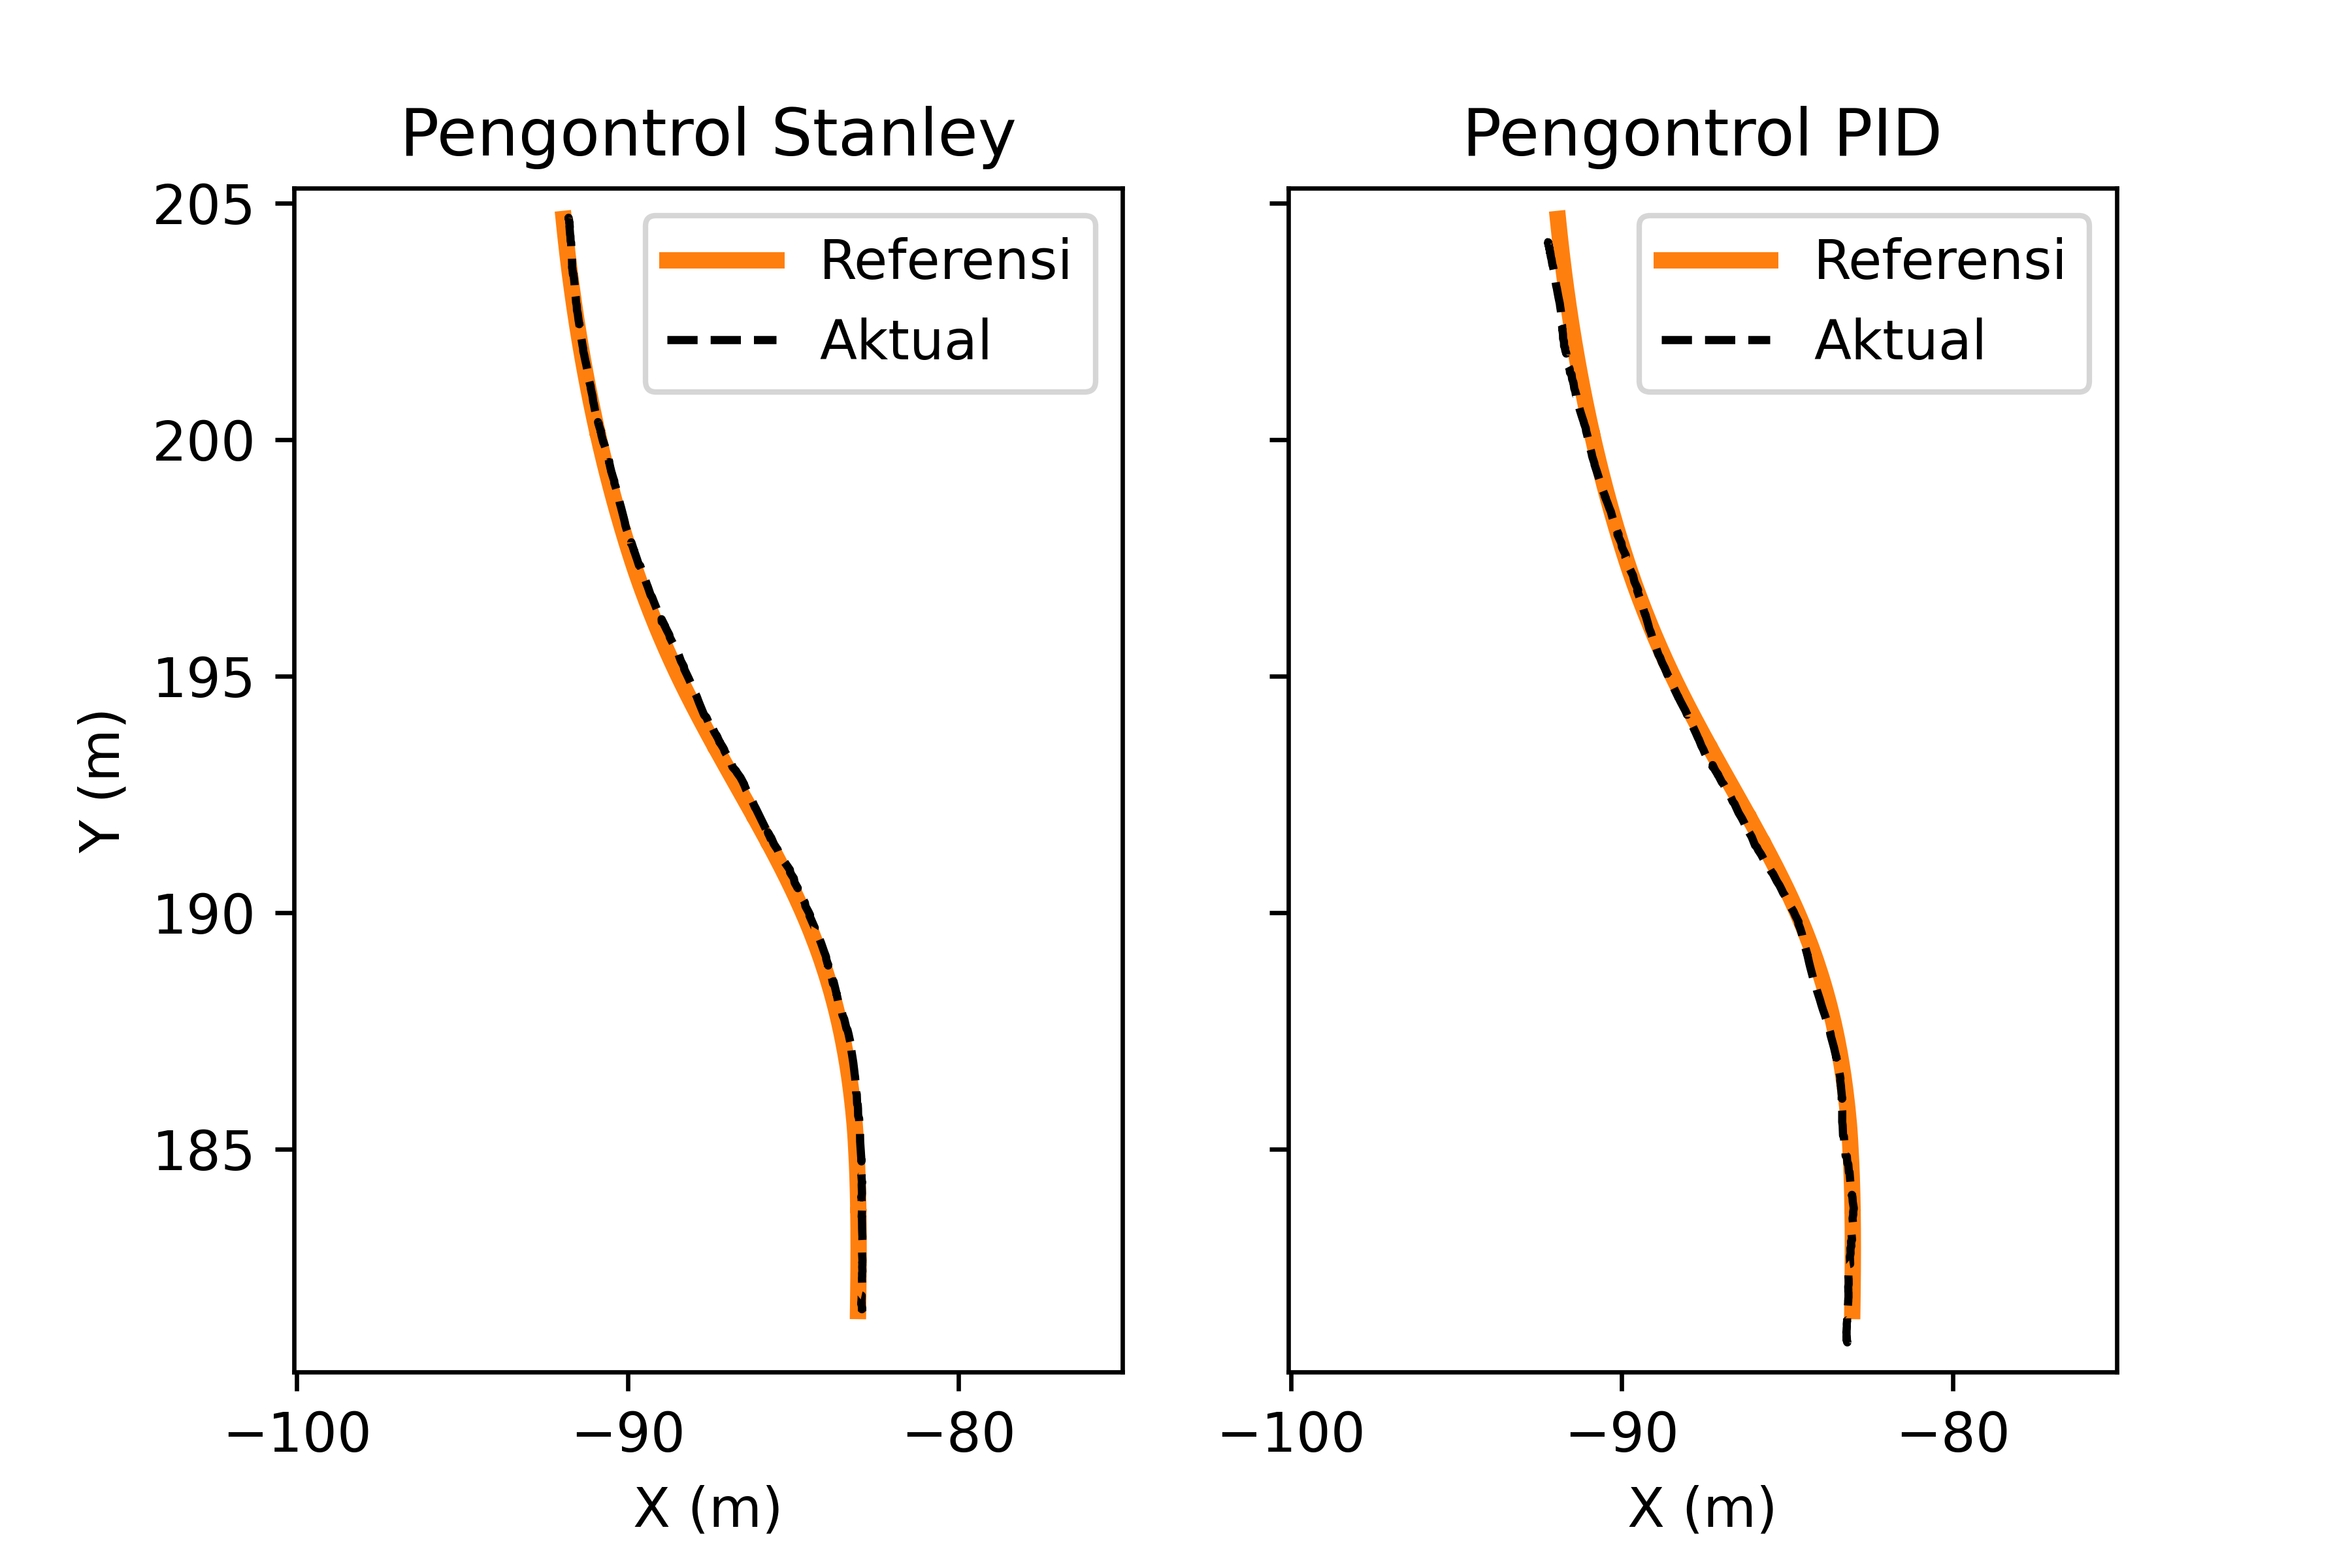 Pengontrol Stanley
Pengontrol PID
205
200
195
190
185
Y (m)
Referensi
Aktual
Referensi
Aktual
−100
−90
−80
−100
−90
−80
X (m)
X (m)